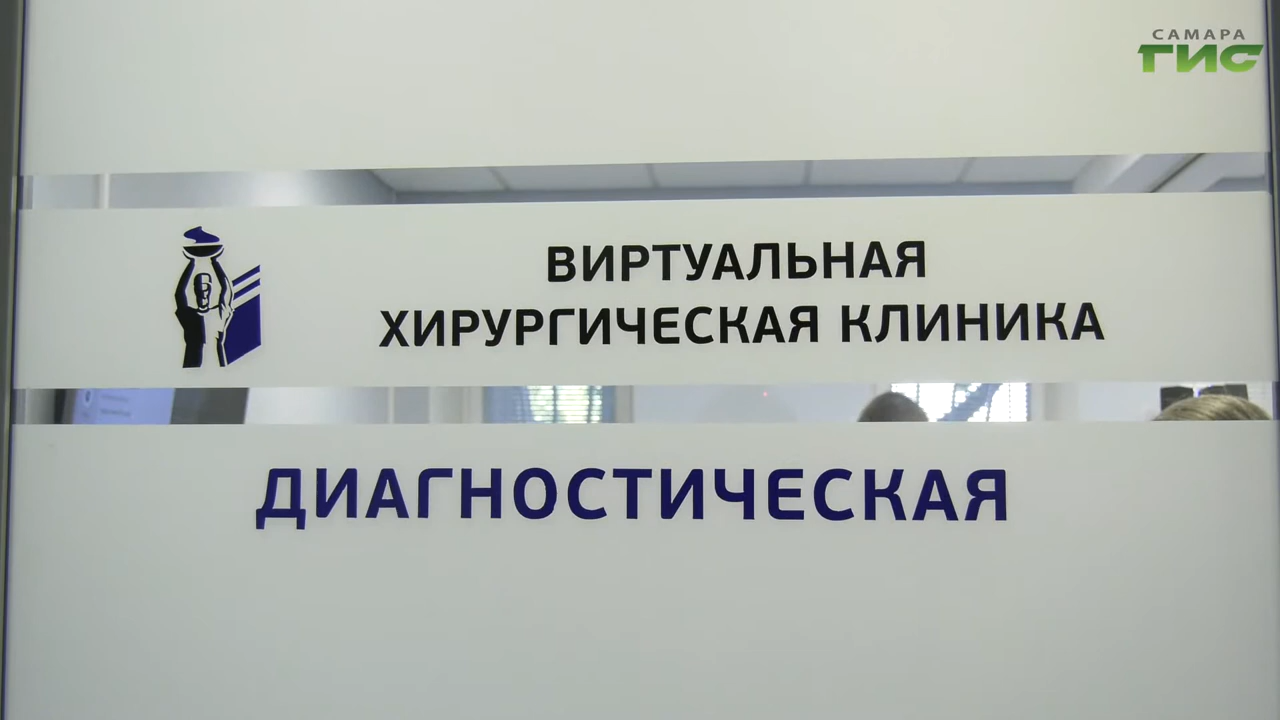 САМАРА
ГИС
ВИРТУАЛЬНАЯ
ХИРУРГИЧЕСКАЯ КЛИНИКА
ДИАГНОСТИЧЕСКАЯ